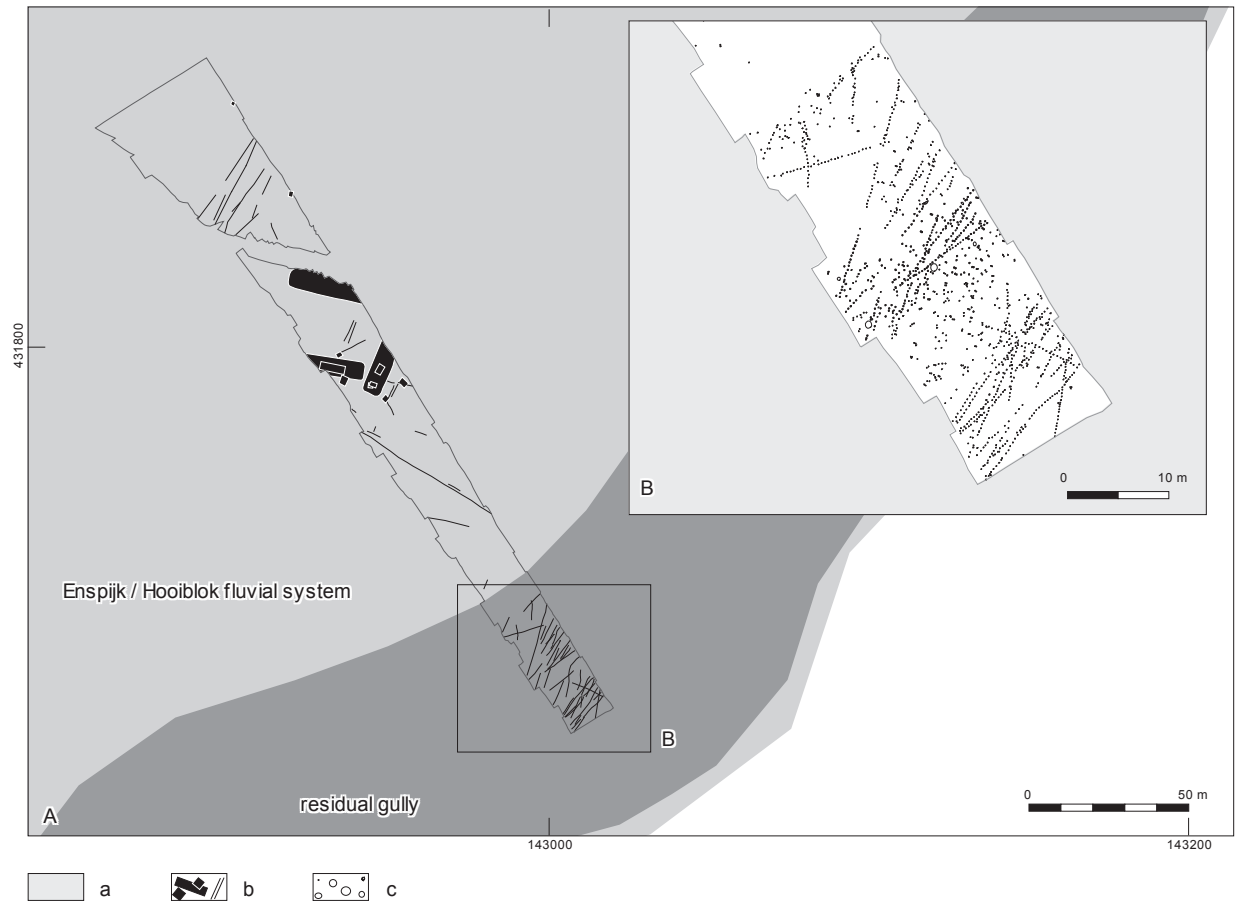 431800
Enspijk / Hooiblok fluvial system
residual gully
A
B
0 10 m
B
0 50 m
143000
143200
a
b
c